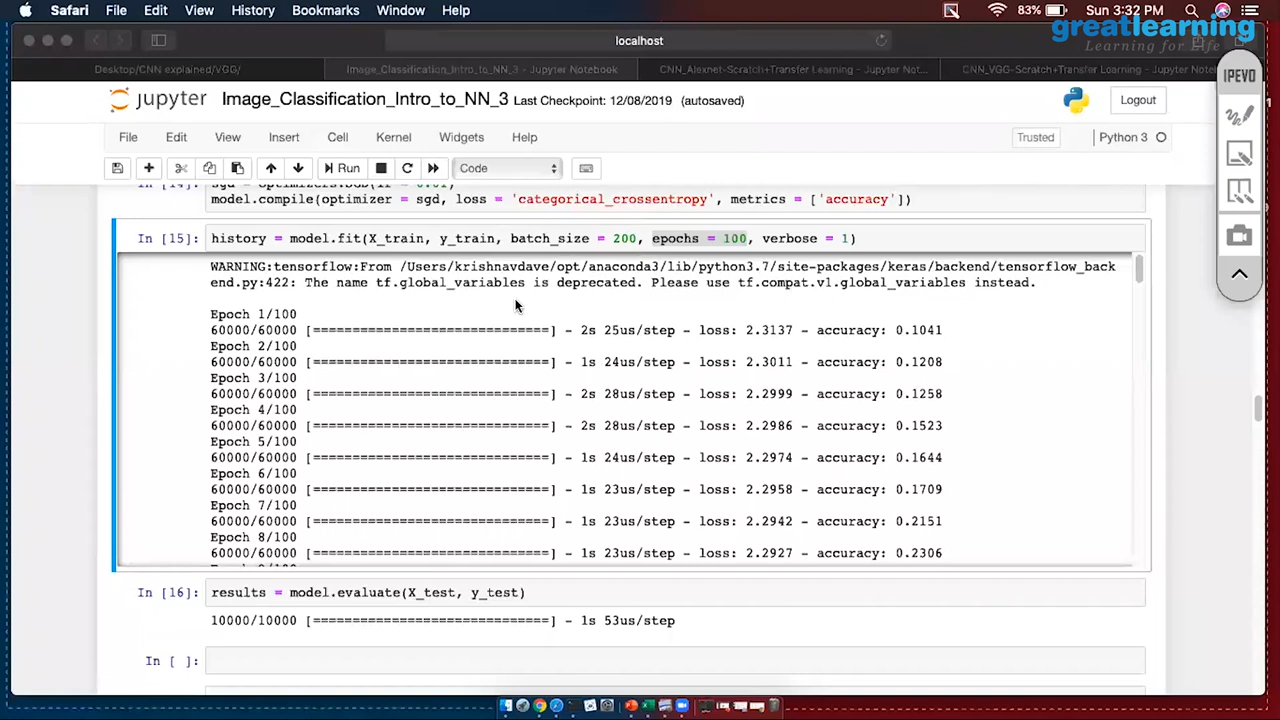 Safari File Edit View History Bookmarks Window Help 83% Sun 3:32 PM
greatlearning
Learning for Life
localhost
Desktop/CNN explained/VGG/ Image_Classification_Intro_to_NN_3 - Jupyter Notebook CNN_Alexnet-Scratch+Transfer Learning - Jupyter Not... CNN_VGG-Scratch+Transfer Learning - Jupyter Note
IPEVO
jupyter Image_Classification_Intro_to_NN_3 Last Checkpoint: 12/08/2019 (autosaved) Logout
File Edit View Insert Cell Kernel Widgets Help Trusted Python 3
Run Code
In [14]: sgd = optimizers.SGD(lr = 0.01)
model.compile(optimizer = sgd, loss = 'categorical_crossentropy', metrics = ['accuracy'])
In [15]: history = model.fit(X_train, y_train, batch_size = 200, epochs = 100, verbose = 1)
WARNING:tensorflow:From /Users/krishnavdave/opt/anaconda3/lib/python3.7/site-packages/keras/backend/tensorflow_back
end.py:422: The name tf.global_variables is deprecated. Please use tf.compat.v1.global_variables instead.
Epoch 1/100
60000/60000 [==============================] - 2s 25us/step - loss: 2.3137 - accuracy: 0.1041
Epoch 2/100
60000/60000 [==============================] - 1s 24us/step - loss: 2.3011 - accuracy: 0.1208
Epoch 3/100
60000/60000 [==============================] - 2s 28us/step - loss: 2.2999 - accuracy: 0.1258
Epoch 4/100
60000/60000 [==============================] - 2s 28us/step - loss: 2.2986 - accuracy: 0.1523
Epoch 5/100
60000/60000 [==============================] - 1s 24us/step - loss: 2.2974 - accuracy: 0.1644
Epoch 6/100
60000/60000 [==============================] - 1s 23us/step - loss: 2.2958 - accuracy: 0.1709
Epoch 7/100
60000/60000 [==============================] - 1s 23us/step - loss: 2.2942 - accuracy: 0.2151
Epoch 8/100
60000/60000 [==============================] - 1s 23us/step - loss: 2.2927 - accuracy: 0.2306
In [16]: results = model.evaluate(X_test, y_test)
10000/10000 [==============================] - 1s 53us/step
In [ ]: